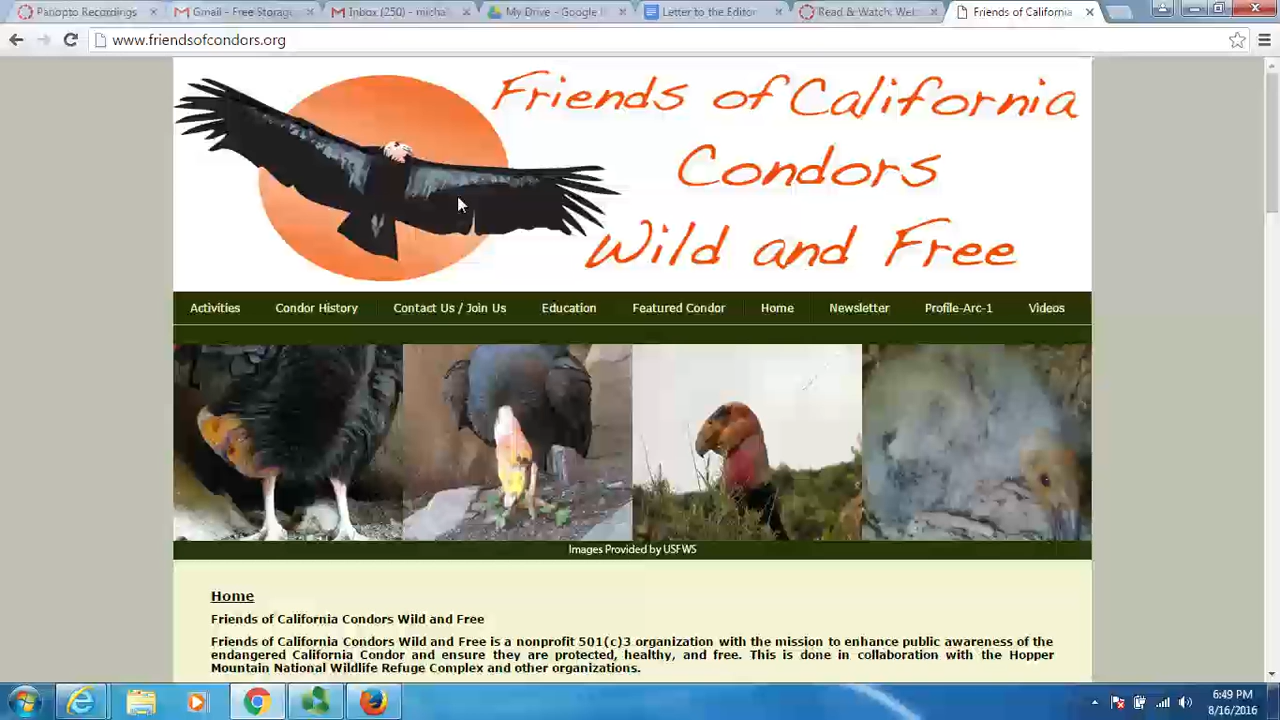 Panopto Recordings
Gmail - Free Storage
Inbox (250) - micha
My Drive - Google
Letter to the Editor
Read & Watch: We
Friends of California
www.friendsofcondors.org
Friends of California
Condors
Wild and Free
Activities
Condor History
Contact Us / Join Us
Education
Featured Condor
Home
Newsletter
Profile-Arc-1
Videos
Images Provided by USFWS
Home
Friends of California Condors Wild and Free
Friends of California Condors Wild and Free is a nonprofit 501(c)3 organization with the mission to enhance public awareness of the
endangered California Condor and ensure they are protected, healthy, and free. This is done in collaboration with the Hopper
Mountain National Wildlife Refuge Complex and other organizations.
6:49 PM
8/16/2016